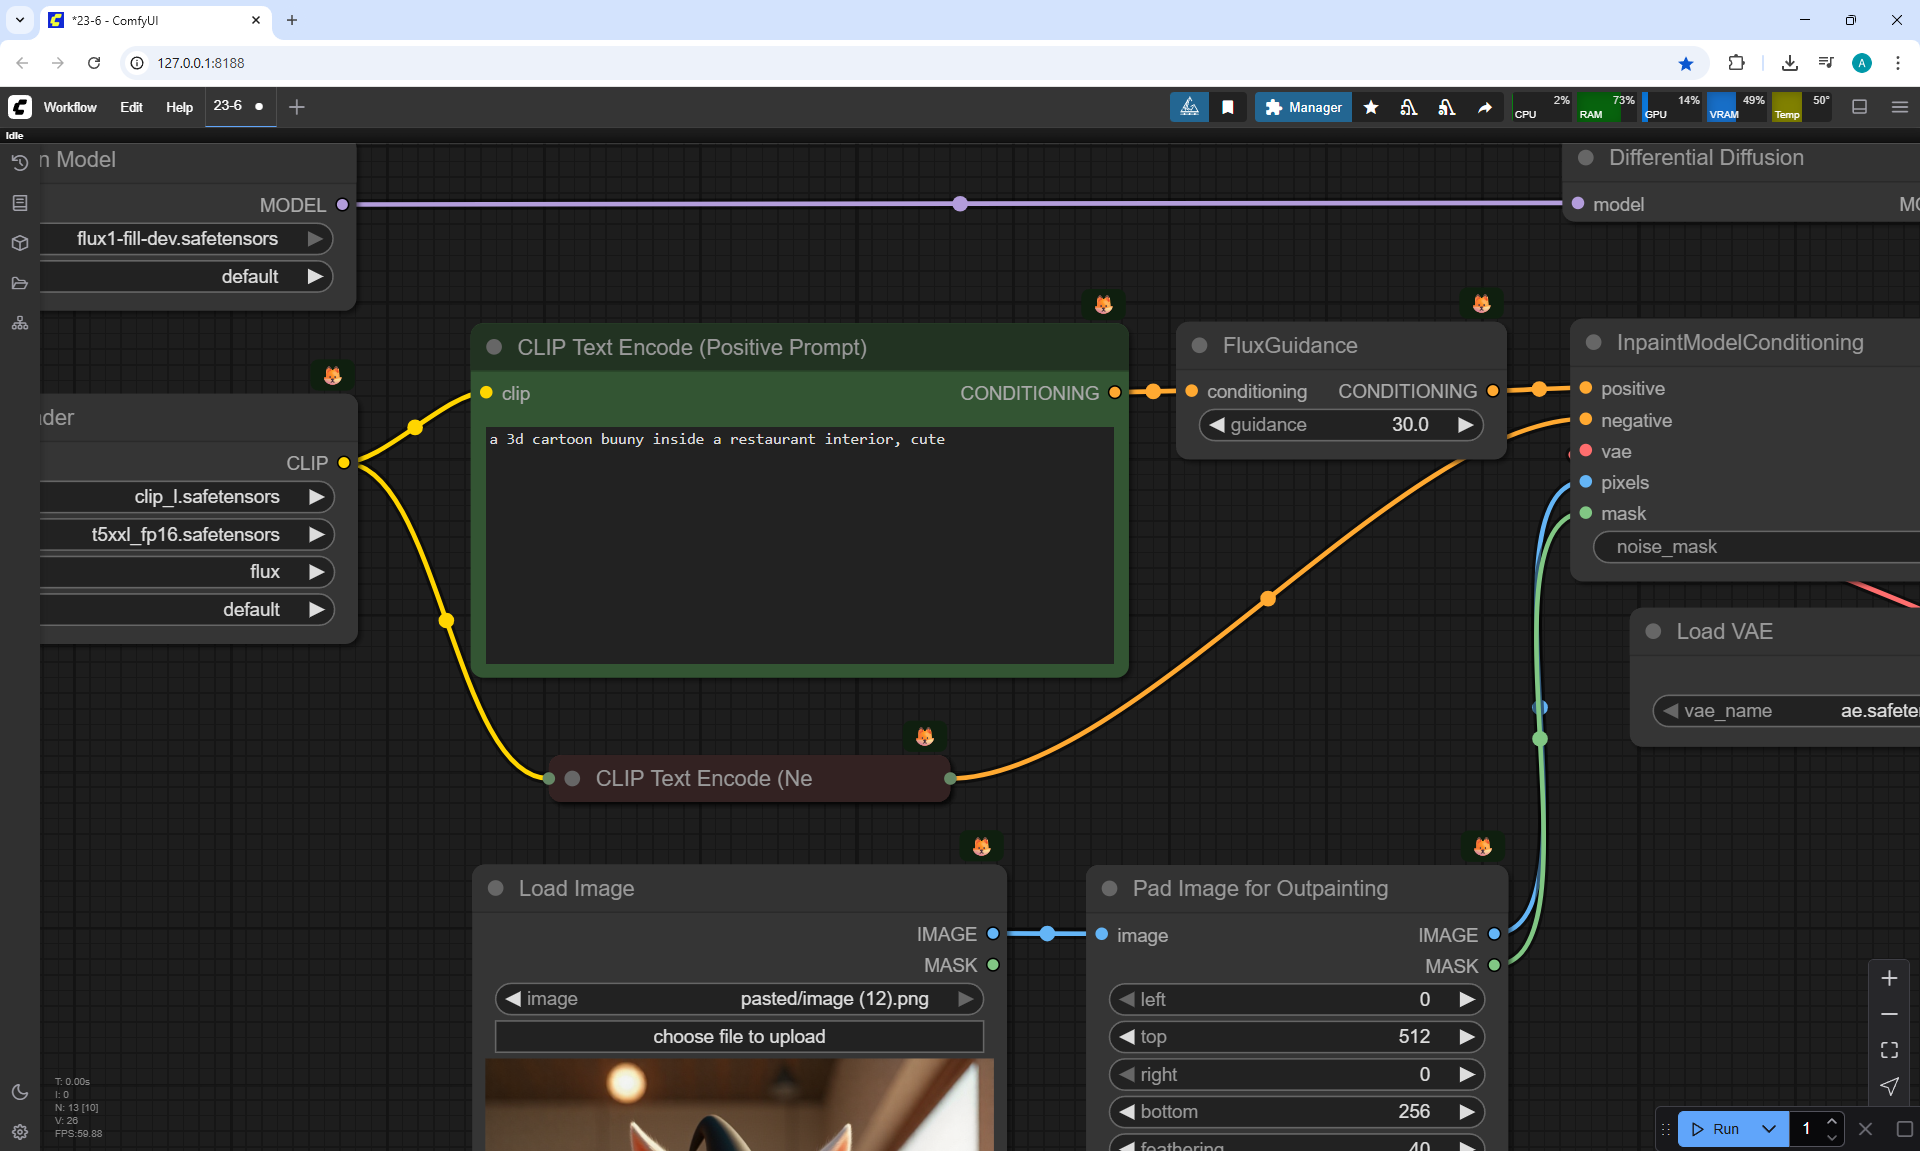 *23-6 - ComfyUI
127.0.0.1:8188
Workflow Edit Help 23-6
Manager
CPU 2% RAM 73% GPU 14% VRAM 49% Temp 50°
Idle
n Model
MODEL
flux1-fill-dev.safetensors
default
Differential Diffusion
model MO
CLIP Text Encode (Positive Prompt)
clip CONDITIONING
a 3d cartoon buuny inside a restaurant interior, cute
FluxGuidance
conditioning CONDITIONING
guidance 30.0
InpaintModelConditioning
positive
negative
vae
pixels
mask
noise_mask
der
CLIP
clip_l.safetensors
t5xxl_fp16.safetensors
flux
default
Load VAE
vae_name ae.safete
CLIP Text Encode (Ne
Load Image
IMAGE
MASK
image pasted/image (12).png
choose file to upload
Pad Image for Outpainting
image IMAGE
MASK
left 0
top 512
right 0
bottom 256
feathering 40
T: 0.00s
I: 0
N: 13 [10]
V: 26
FPS:59.88
Run 1
A